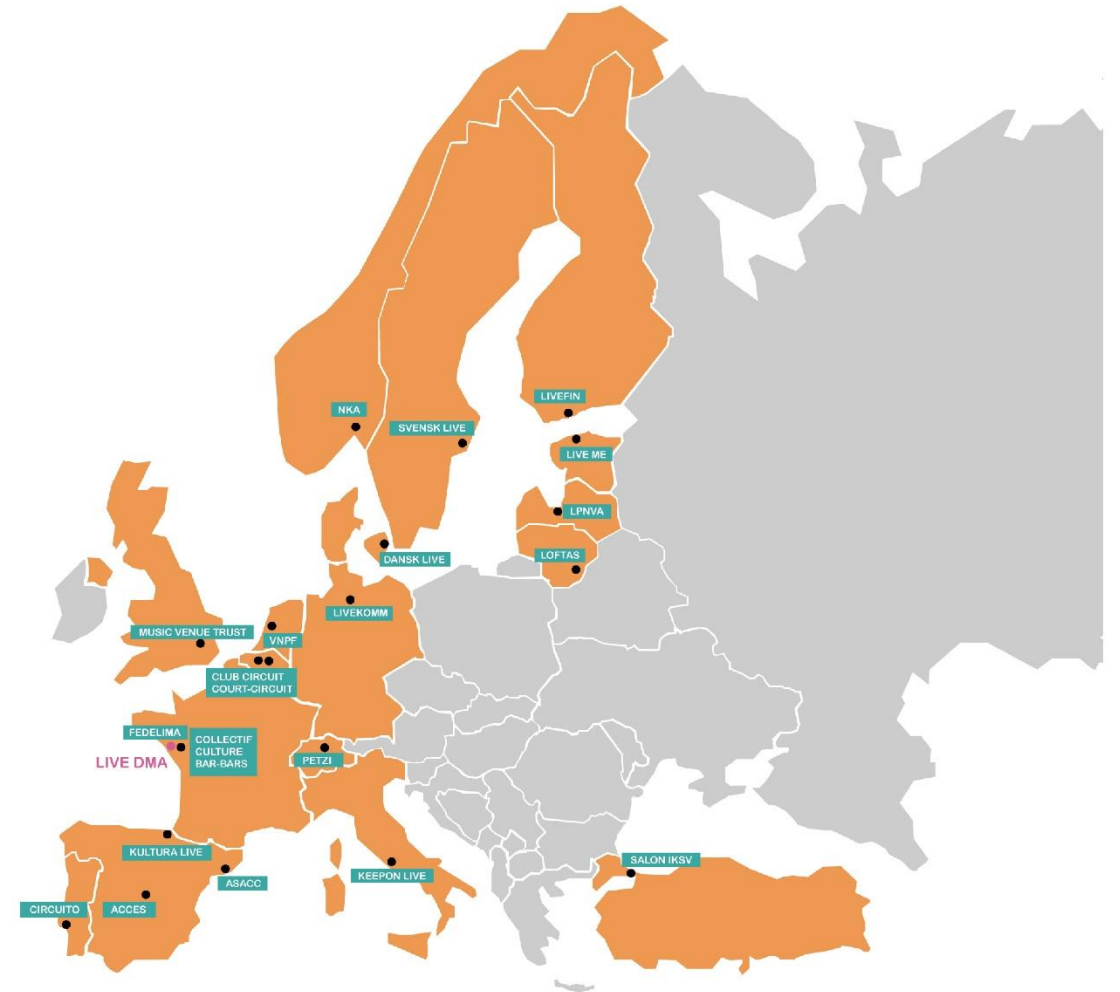 LIVEFIN
NKA
SVENSK LIVE
LIVE ME
LPNVA
LOFTAS
DANSK LIVE
LIVEKOMM
MUSIC VENUE TRUST
VNPF
CLUB CIRCUIT
COURT-CIRCUIT
FEDELIMA
COLLECTIF
CULTURE
BAR-BARS
LIVE DMA
PETZI
KULTURA LIVE
ASACC
KEEPON LIVE
SALON IKSV
CIRCUITO
ACCES